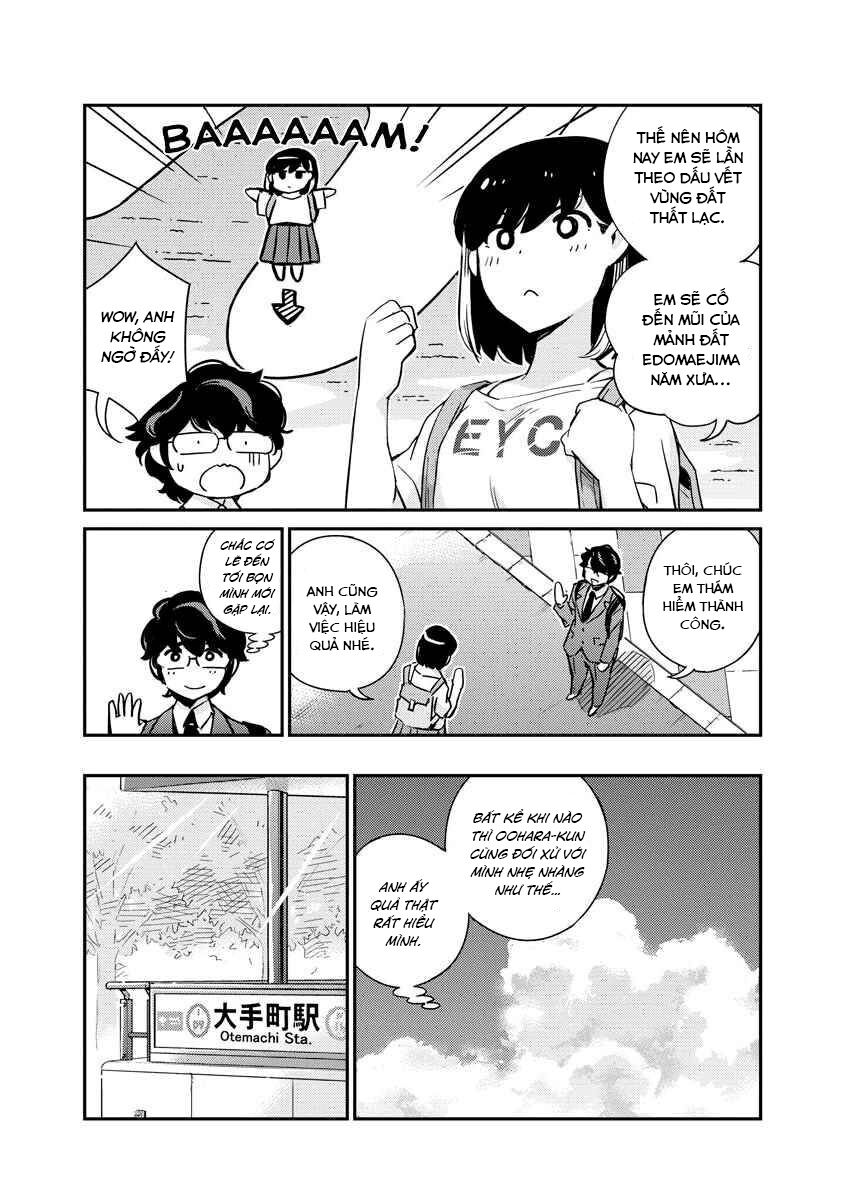 BAAAAAAM!
THẾ NÊN HÔM
NAY EM SẼ LẦN
THEO DẤU VẾT
VÙNG ĐẤT
THẤT LẠC.
EM SẼ CỐ
ĐẾN MŨI CỦA
MẢNH ĐẤT
EDOMAEJIMA
NĂM XƯA...
EYC
WOW, ANH
KHÔNG
NGỜ ĐẤY!
THÔI, CHÚC
EM THÁM
HIỂM THÀNH
CÔNG.
ANH CŨNG
VẬY, LÀM
VIỆC HIỆU
QUẢ NHÉ.
CHẮC CÓ
LẼ ĐẾN
TỐI BỌN
MÌNH MỚI
GẶP LẠI.
BẤT KỂ KHI NÀO
THÌ OOHARA-KUN
CŨNG ĐỐI XỬ VỚI
MÌNH NHẸ NHÀNG
NHƯ THẾ...
ANH ẤY
QUẢ THẬT
RẤT HIỂU
MÌNH.
大手町駅
Otemachi Sta.